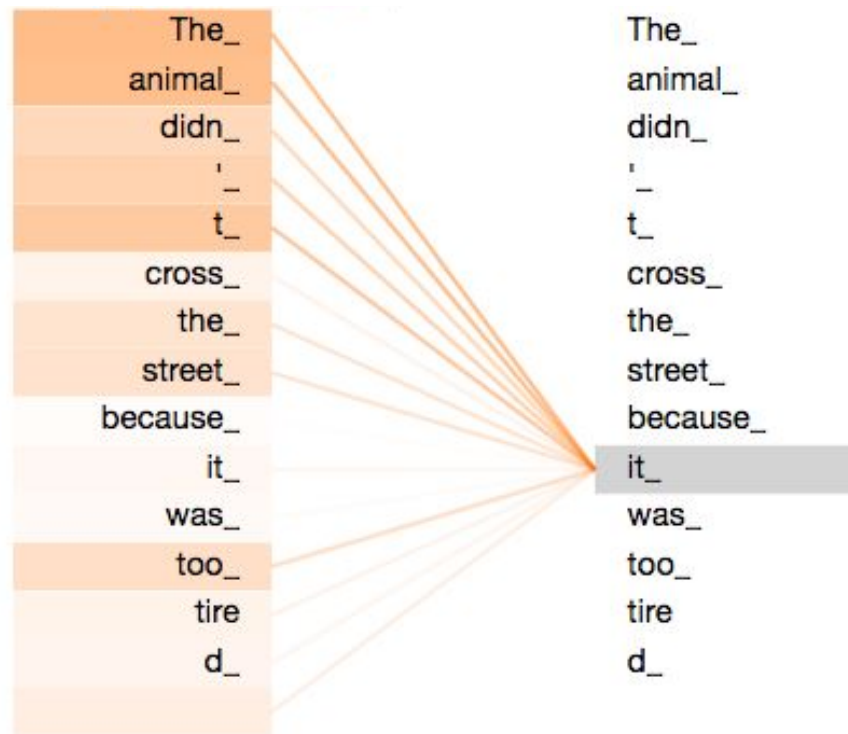 The_ The_
animal_ animal_
didn_ didn_
'_ '_
t_ t_
cross_ cross_
the_ the_
street_ street_
because_ because_
it_ it_
was_ was_
too_ too_
tire tire
d_ d_